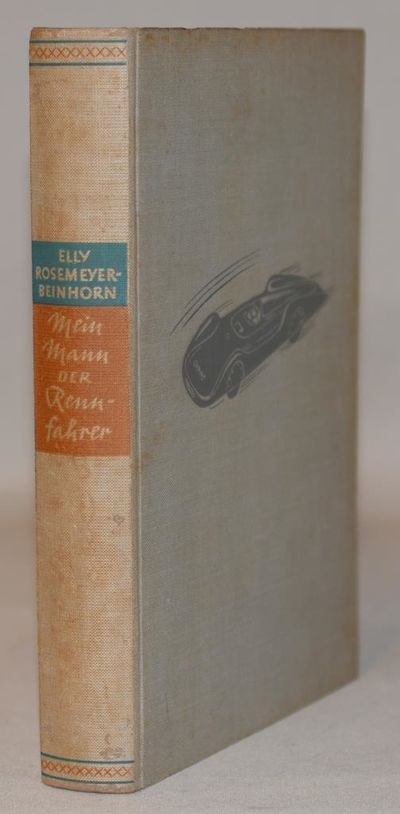 ELLY
ROSEMEYER-
BEINHORN
Mein
Mann
DER
Renn-
fahrer